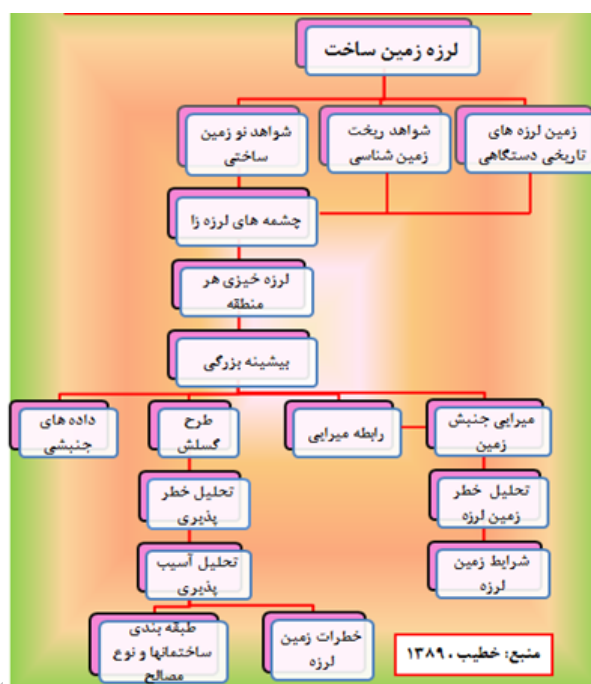 لرزه زمین ساخت
زمین لرزه های
تاریخی دستگاهی
شواهد ریخت
زمین شناسی
شواهد نو زمین
ساختی
چشمه های لرزه زا
لرزه خیزی هر
منطقه
بیشینه بزرگی
میرایی جنبش
زمین
رابطه میرایی
طرح
گسلش
داده های
جنبشی
تحلیل خطر
زمین لرزه
تحلیل خطر
پذیری
شرایط زمین
لرزه
تحلیل آسیب
پذیری
خطرات زمین
لرزه
طبقه بندی
ساختمانها و نوع
مصالح
منبع: خطیب ، ۱۳۸۹